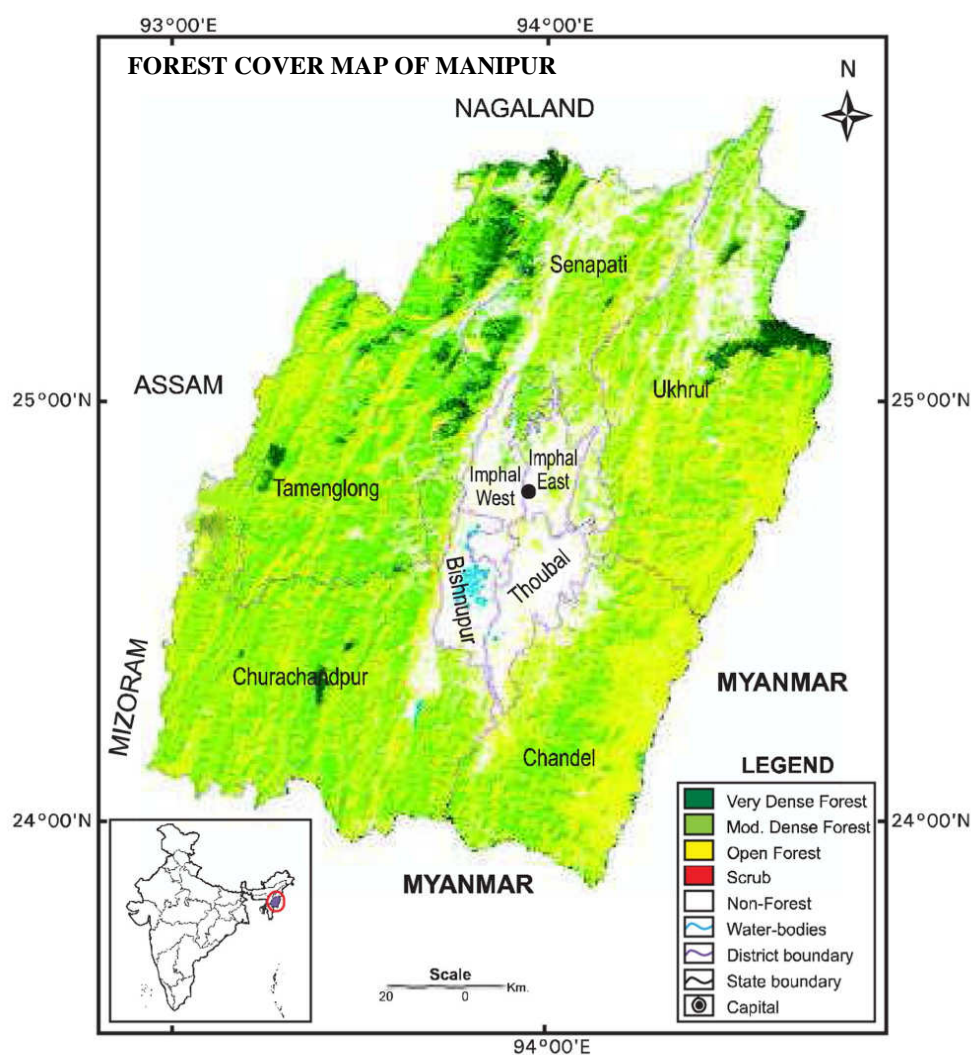 93°00'E
94°00'E
FOREST COVER MAP OF MANIPUR
N
NAGALAND
Senapati
ASSAM
25°00'N
25°00'N
Ukhrul
Imphal
East
Imphal
West
Tamenglong
Bishnupur
Thoubal
Churachandpur
MIZORAM
MYANMAR
Chandel
LEGEND
Very Dense Forest
Mod. Dense Forest
Open Forest
Scrub
Non-Forest
Water-bodies
District boundary
State boundary
Capital
24°00'N
24°00'N
MYANMAR
Scale
20
0
Km.
94°00'E